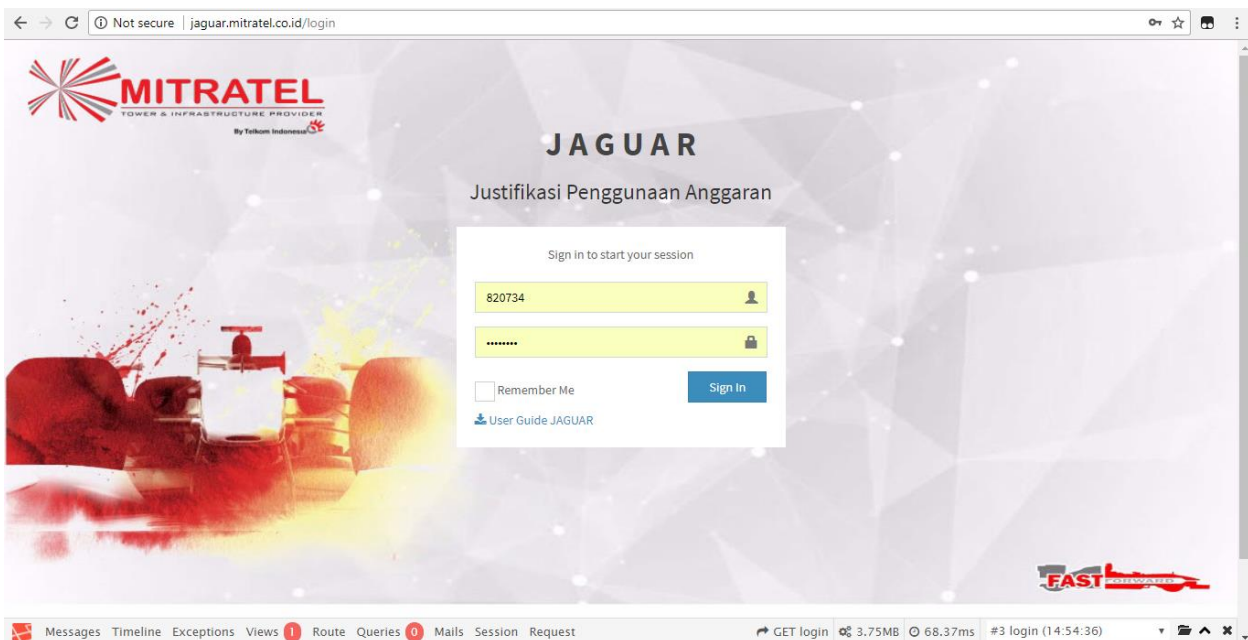 Not secure | jaguar.mitratel.co.id/login
MITRATEL
TOWER & INFRASTRUCTURE PROVIDER
By Telkom Indonesia
JAGUAR
Justifikasi Penggunaan Anggaran
Sign in to start your session
820734
••••••••
Remember Me
Sign In
User Guide JAGUAR
FAST FORWARD
Messages Timeline Exceptions Views 1 Route Queries 0 Mails Session Request GET login 3.75MB 68.37ms #3 login (14:54:36)